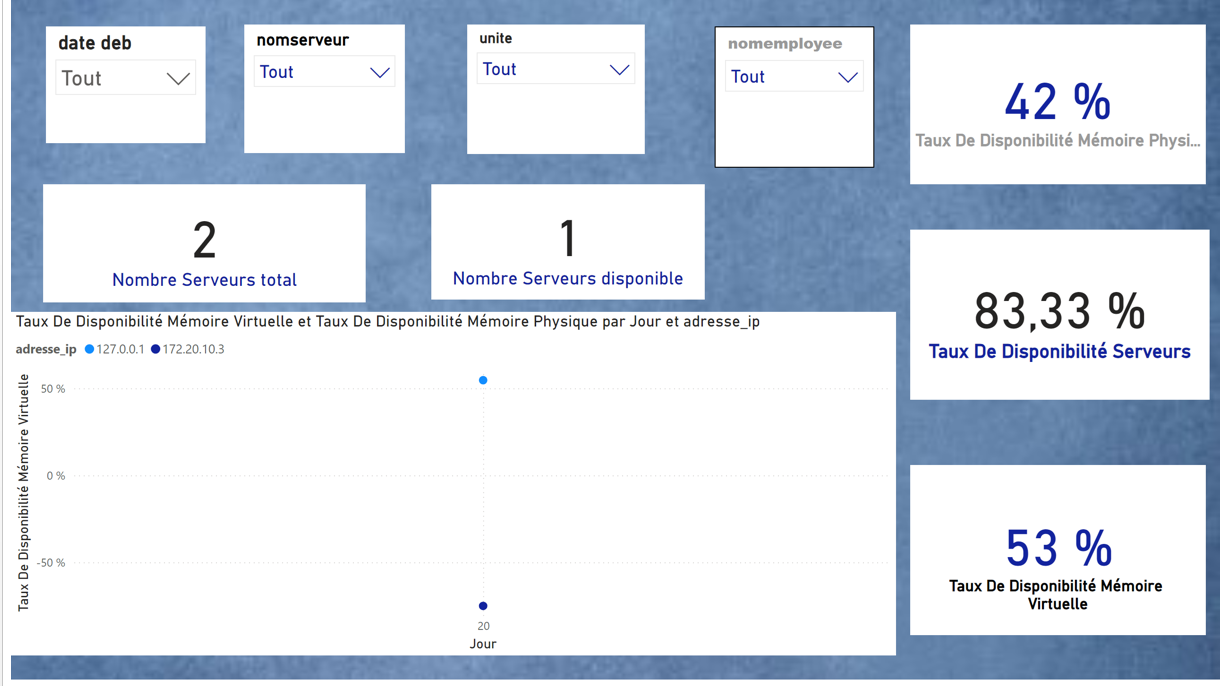 date deb
Tout
nomserveur
Tout
unite
Tout
nomemployee
Tout
42 %
Taux De Disponibilité Mémoire Physi...
2
Nombre Serveurs total
1
Nombre Serveurs disponible
83,33 %
Taux De Disponibilité Serveurs
Taux De Disponibilité Mémoire Virtuelle et Taux De Disponibilité Mémoire Physique par Jour et adresse_ip
adresse_ip 127.0.0.1 172.20.10.3
Taux De Disponibilité Mémoire Virtuelle
50 %
0 %
-50 %
20
Jour
53 %
Taux De Disponibilité Mémoire
Virtuelle